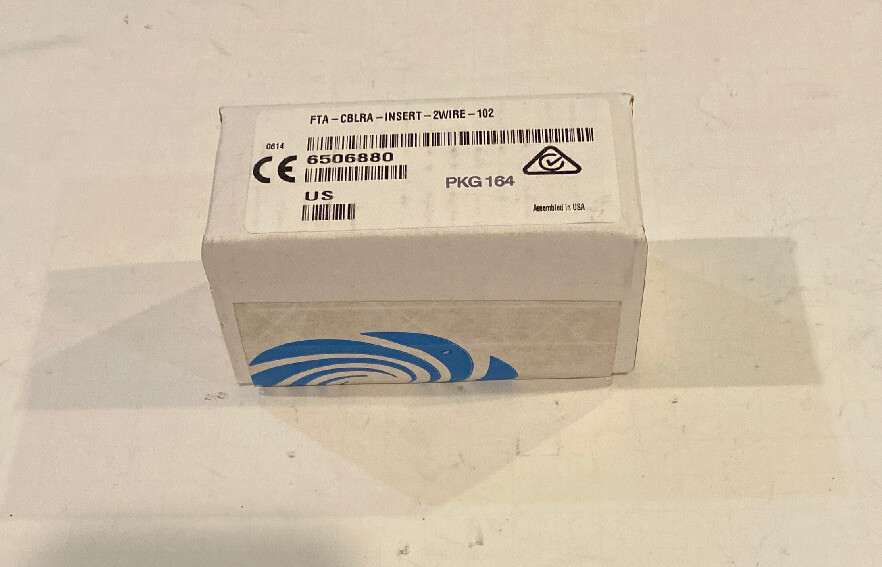 FTA-CBLRA-INSERT-2WIRE-102
0614
CE
6506880
PKG 164
US
Assembled in USA